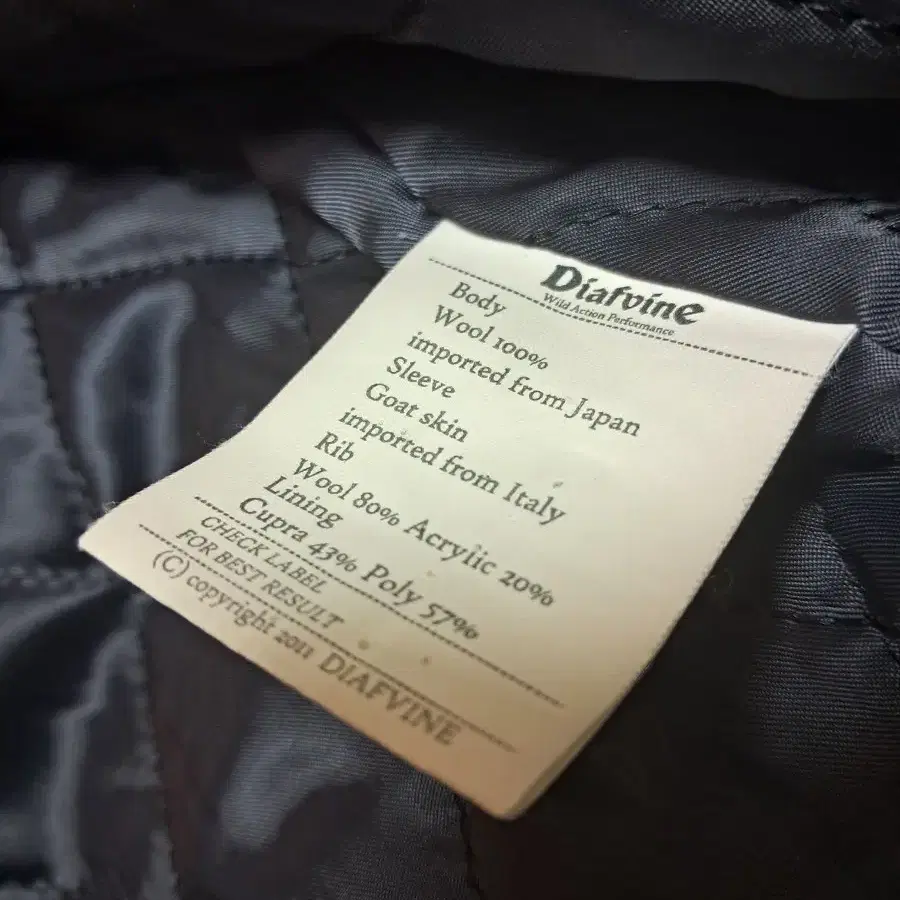 Diafvine
Wild Action Performance
Body
Wool 100%
imported from Japan
Sleeve
Goat skin
imported from Italy
Rib
Wool 80% Acryiic 20%
Lining
Cupra 43% Poly 57%
CHECK LABEL
FOR BEST RESULT
(C) copyright 2011 DIAFVINE